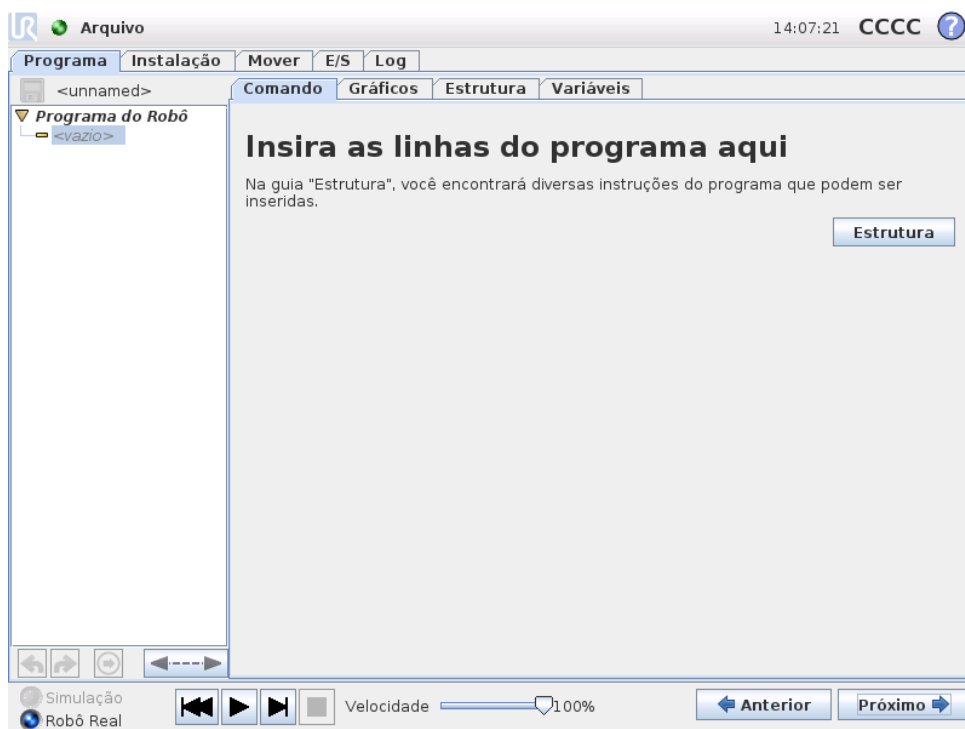 UR Arquivo 14:07:21 CCCC ?
Programa Instalação Mover E/S Log
<unnamed>
Comando Gráficos Estrutura Variáveis
Programa do Robô
<vazio>
Insira as linhas do programa aqui
Na guia "Estrutura", você encontrará diversas instruções do programa que podem ser
inseridas.
Estrutura
Simulação
Robô Real
Velocidade 100%
Anterior Próximo